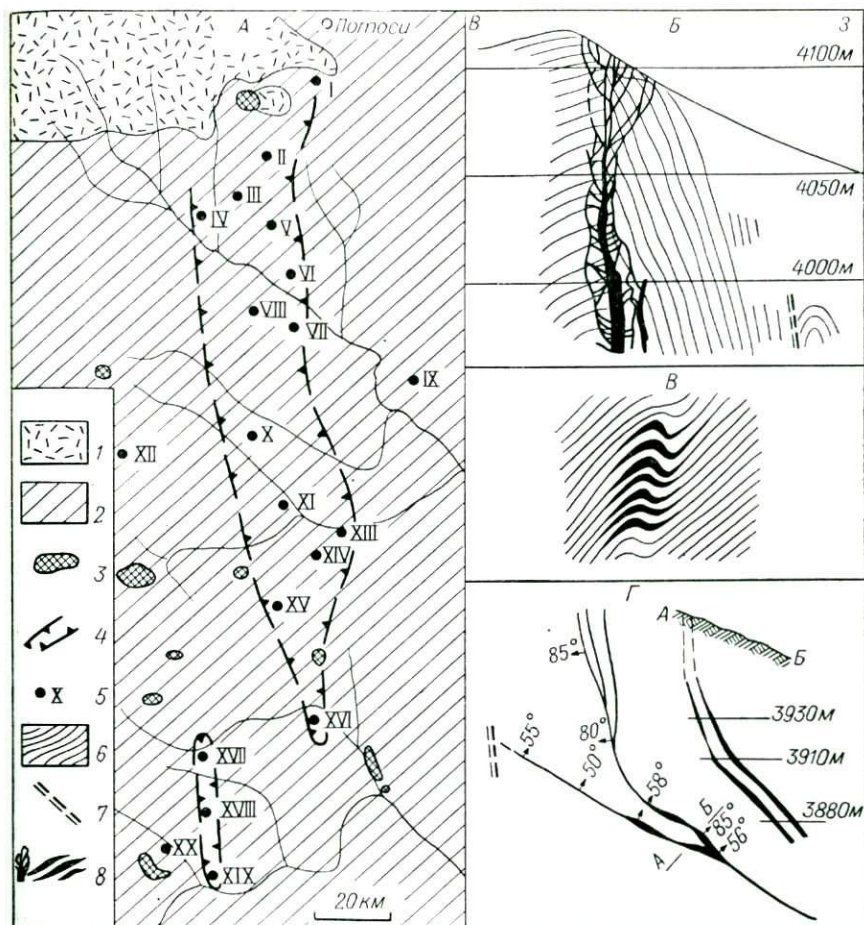 А
Потоси
I
II
III
IV
V
VI
VIII
VII
IX
X
XII
XI
XIII
XIV
XV
XVI
XVII
XVIII
XX
XIX
20 км
1
2
3
4
X 5
6
7
8
В Б З
4100м
4050м
4000м
В
Г
А
Б
85°
80°
55°
50°
58°
Б
85°
56°
А
3930м
3910м
3880м